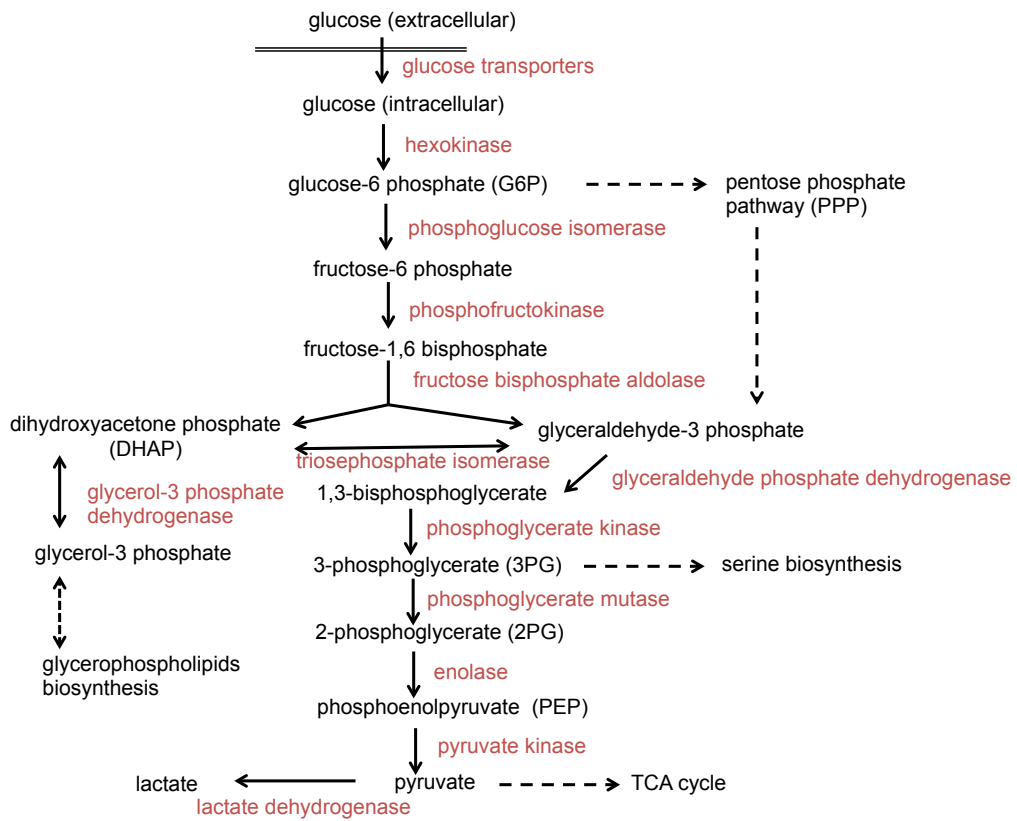 glucose (extracellular)
glucose transporters
glucose (intracellular)
hexokinase
glucose-6 phosphate (G6P)
pentose phosphate
pathway (PPP)
phosphoglucose isomerase
fructose-6 phosphate
phosphofructokinase
fructose-1,6 bisphosphate
fructose bisphosphate aldolase
dihydroxyacetone phosphate
(DHAP)
glyceraldehyde-3 phosphate
triosephosphate isomerase
glyceraldehyde phosphate dehydrogenase
1,3-bisphosphoglycerate
glycerol-3 phosphate
dehydrogenase
phosphoglycerate kinase
glycerol-3 phosphate
3-phosphoglycerate (3PG)
serine biosynthesis
phosphoglycerate mutase
2-phosphoglycerate (2PG)
glycerophospholipids
biosynthesis
enolase
phosphoenolpyruvate (PEP)
pyruvate kinase
lactate
pyruvate
TCA cycle
lactate dehydrogenase